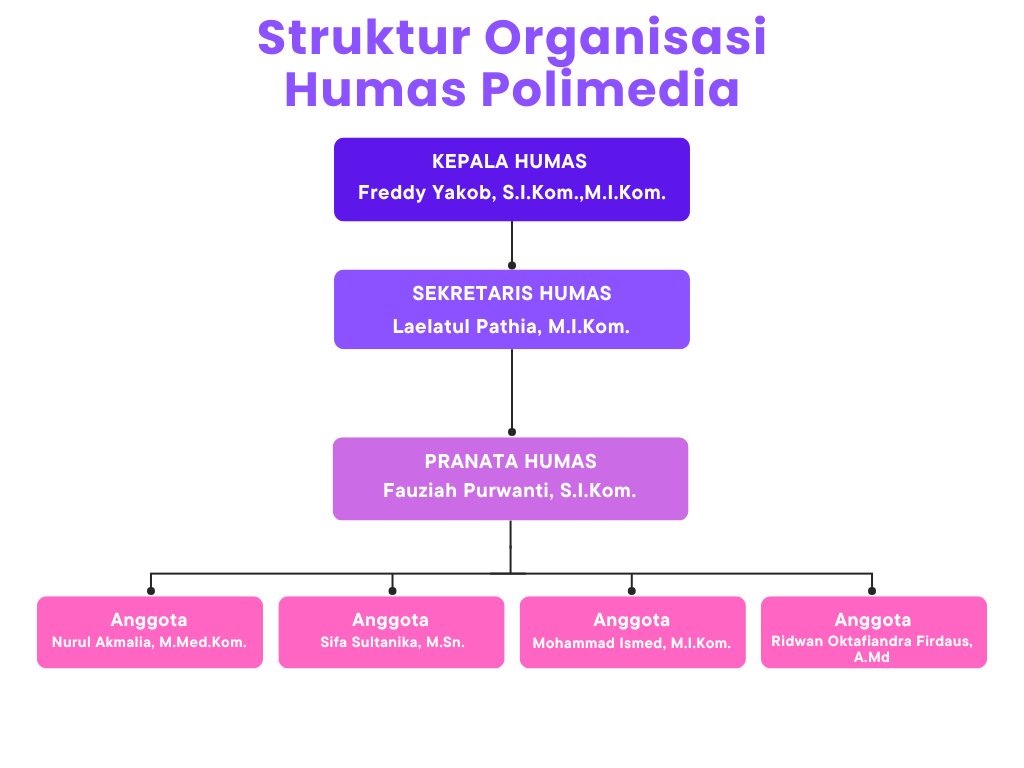 Struktur Organisasi
Humas Polimedia
KEPALA HUMAS
Freddy Yakob, S.I.Kom.,M.I.Kom.
SEKRETARIS HUMAS
Laelatul Pathia, M.I.Kom.
PRANATA HUMAS
Fauziah Purwanti, S.I.Kom.
Anggota
Nurul Akmalia, M.Med.Kom.
Anggota
Sifa Sultanika, M.Sn.
Anggota
Mohammad Ismed, M.I.Kom.
Anggota
Ridwan Oktafiandra Firdaus,
A.Md